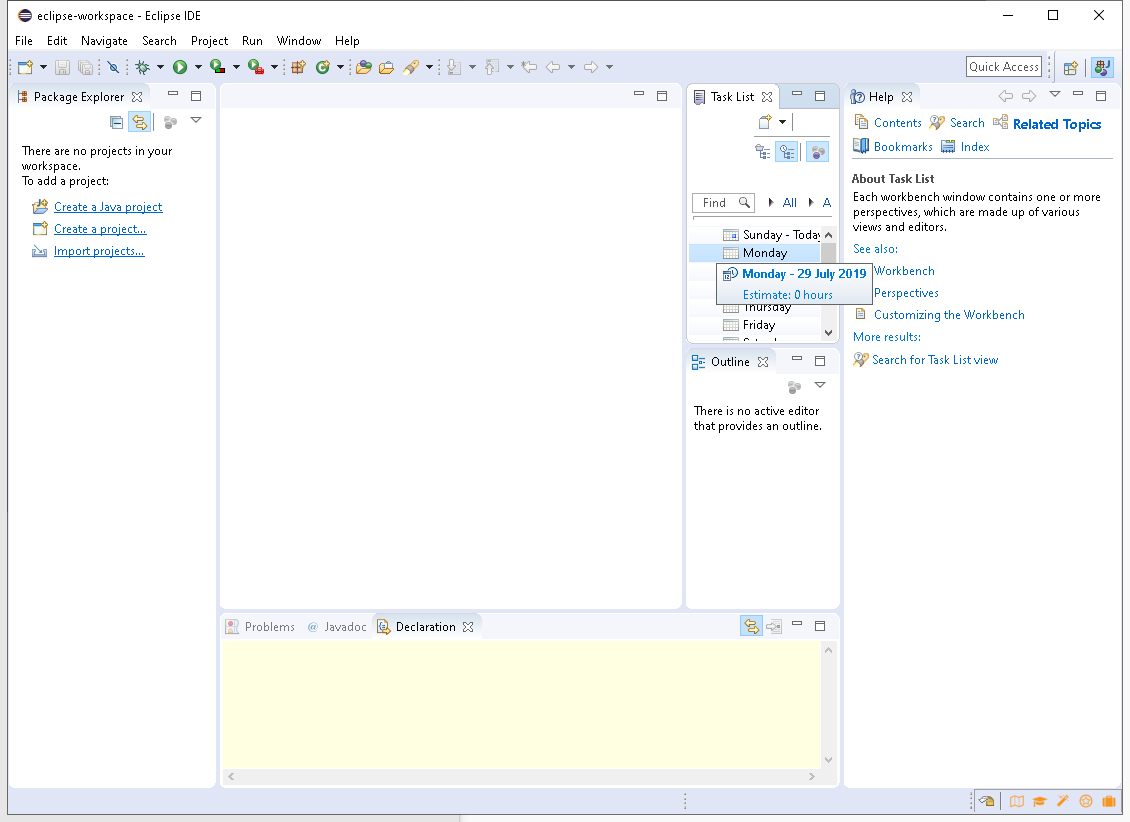 eclipse-workspace - Eclipse IDE
File Edit Navigate Search Project Run Window Help
Quick Access
Package Explorer
There are no projects in your
workspace.
To add a project:
Create a Java project
Create a project...
Import projects...
Task List
Find All A
Sunday - Today
Monday
Monday - 29 July 2019
Estimate: 0 hours
Thursday
Friday
Outline
There is no active editor
that provides an outline.
Help
Contents Search Related Topics
Bookmarks Index
About Task List
Each workbench window contains one or more
perspectives, which are made up of various
views and editors.
See also:
Workbench
Perspectives
Customizing the Workbench
More results:
Search for Task List view
Problems @ Javadoc Declaration